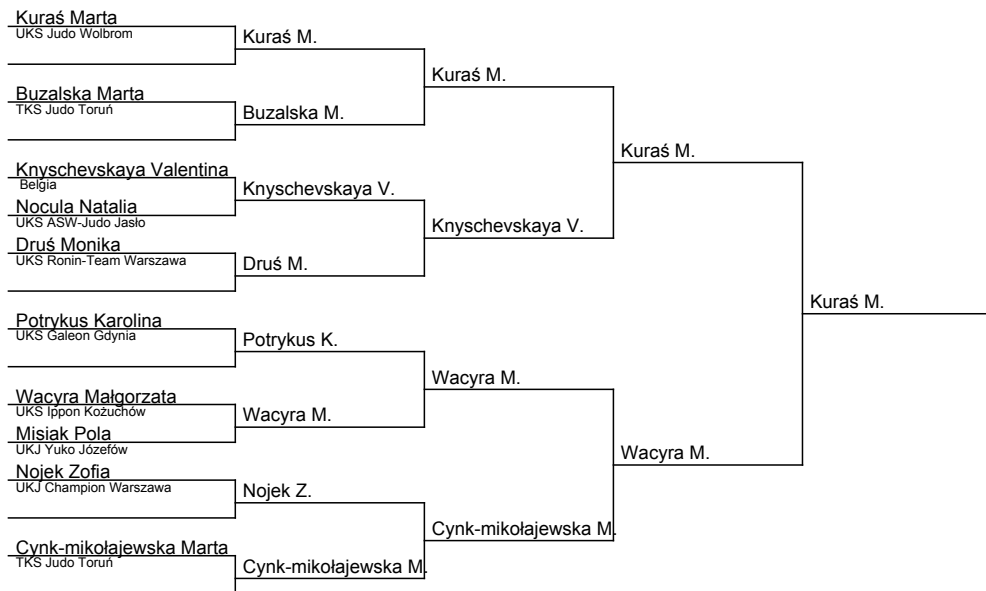 Kuraś Marta
UKS Judo Wolbrom
Kuraś M.
Kuraś M.
Buzalska Marta
TKS Judo Toruń
Buzalska M.
Kuraś M.
Knyschevskaya Valentina
Belgia
Knyschevskaya V.
Nocula Natalia
UKS ASW-Judo Jasło
Knyschevskaya V.
Druś Monika
UKS Ronin-Team Warszawa
Druś M.
Kuraś M.
Potrykus Karolina
UKS Galeon Gdynia
Potrykus K.
Wacyra M.
Wacyra Małgorzata
UKS Ippon Kożuchów
Wacyra M.
Misiak Pola
UKJ Yuko Józefów
Wacyra M.
Nojek Zofia
UKJ Champion Warszawa
Nojek Z.
Cynk-mikołajewska M.
Cynk-mikołajewska Marta
TKS Judo Toruń
Cynk-mikołajewska M.